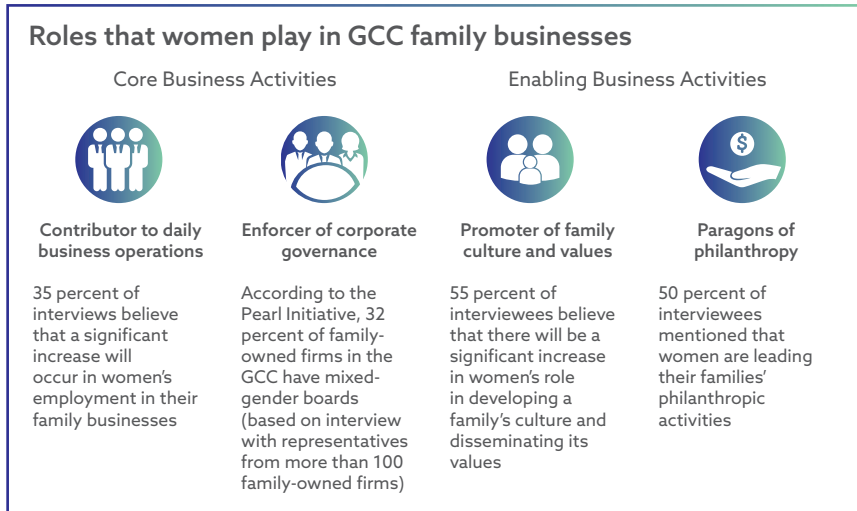 Roles that women play in GCC family businesses
Core Business Activities
Enabling Business Activities
$
Contributor to daily
business operations
35 percent of
interviews believe
that a significant
increase will
occur in women's
employment in their
family businesses
Enforcer of corporate
governance
According to the
Pearl Initiative, 32
percent of family-
owned firms in the
GCC have mixed-
gender boards
(based on interview
with representatives
from more than 100
family-owned firms)
Promoter of family
culture and values
55 percent of
interviewees believe
that there will be a
significant increase
in women's role
in developing a
family's culture and
disseminating its
values
Paragons of
philanthropy
50 percent of
interviewees
mentioned that
women are leading
their families'
philanthropic
activities